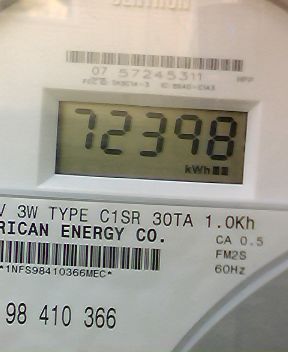 07 57245311
72398
kWh
V 3W TYPE C1SR 30TA 1.0Kh
RICAN ENERGY CO.
CA 0.5
FM2S
*1NFS98410366MEC*
60Hz
98 410 366